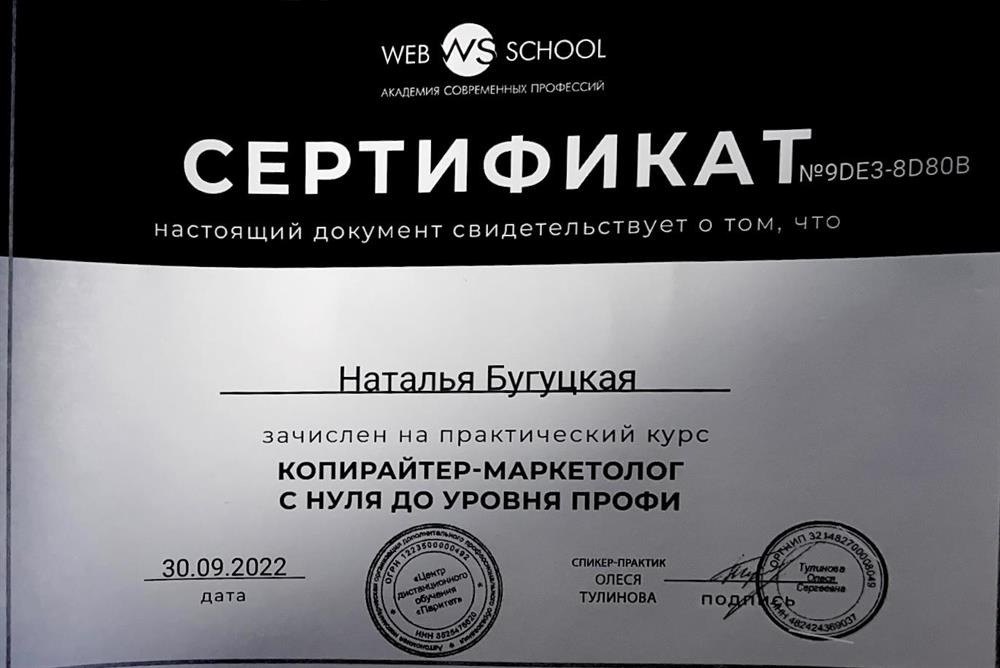 WEB WS SCHOOL
АКАДЕМИЯ СОВРЕМЕННЫХ ПРОФЕССИЙ
СЕРТИФИКАТ №9DE3-8D80B
настоящий документ свидетельствует о том, что
Наталья Бугуцкая
зачислен на практический курс
КОПИРАЙТЕР-МАРКЕТОЛОГ
С НУЛЯ ДО УРОВНЯ ПРОФИ
30.09.2022
дата
«Центр
дистанционного
обучения
«Паритет»
СПИКЕР-ПРАКТИК
ОЛЕСЯ
ТУЛИНОВА
подпись
Тулинова
Олеся
Сергеевна